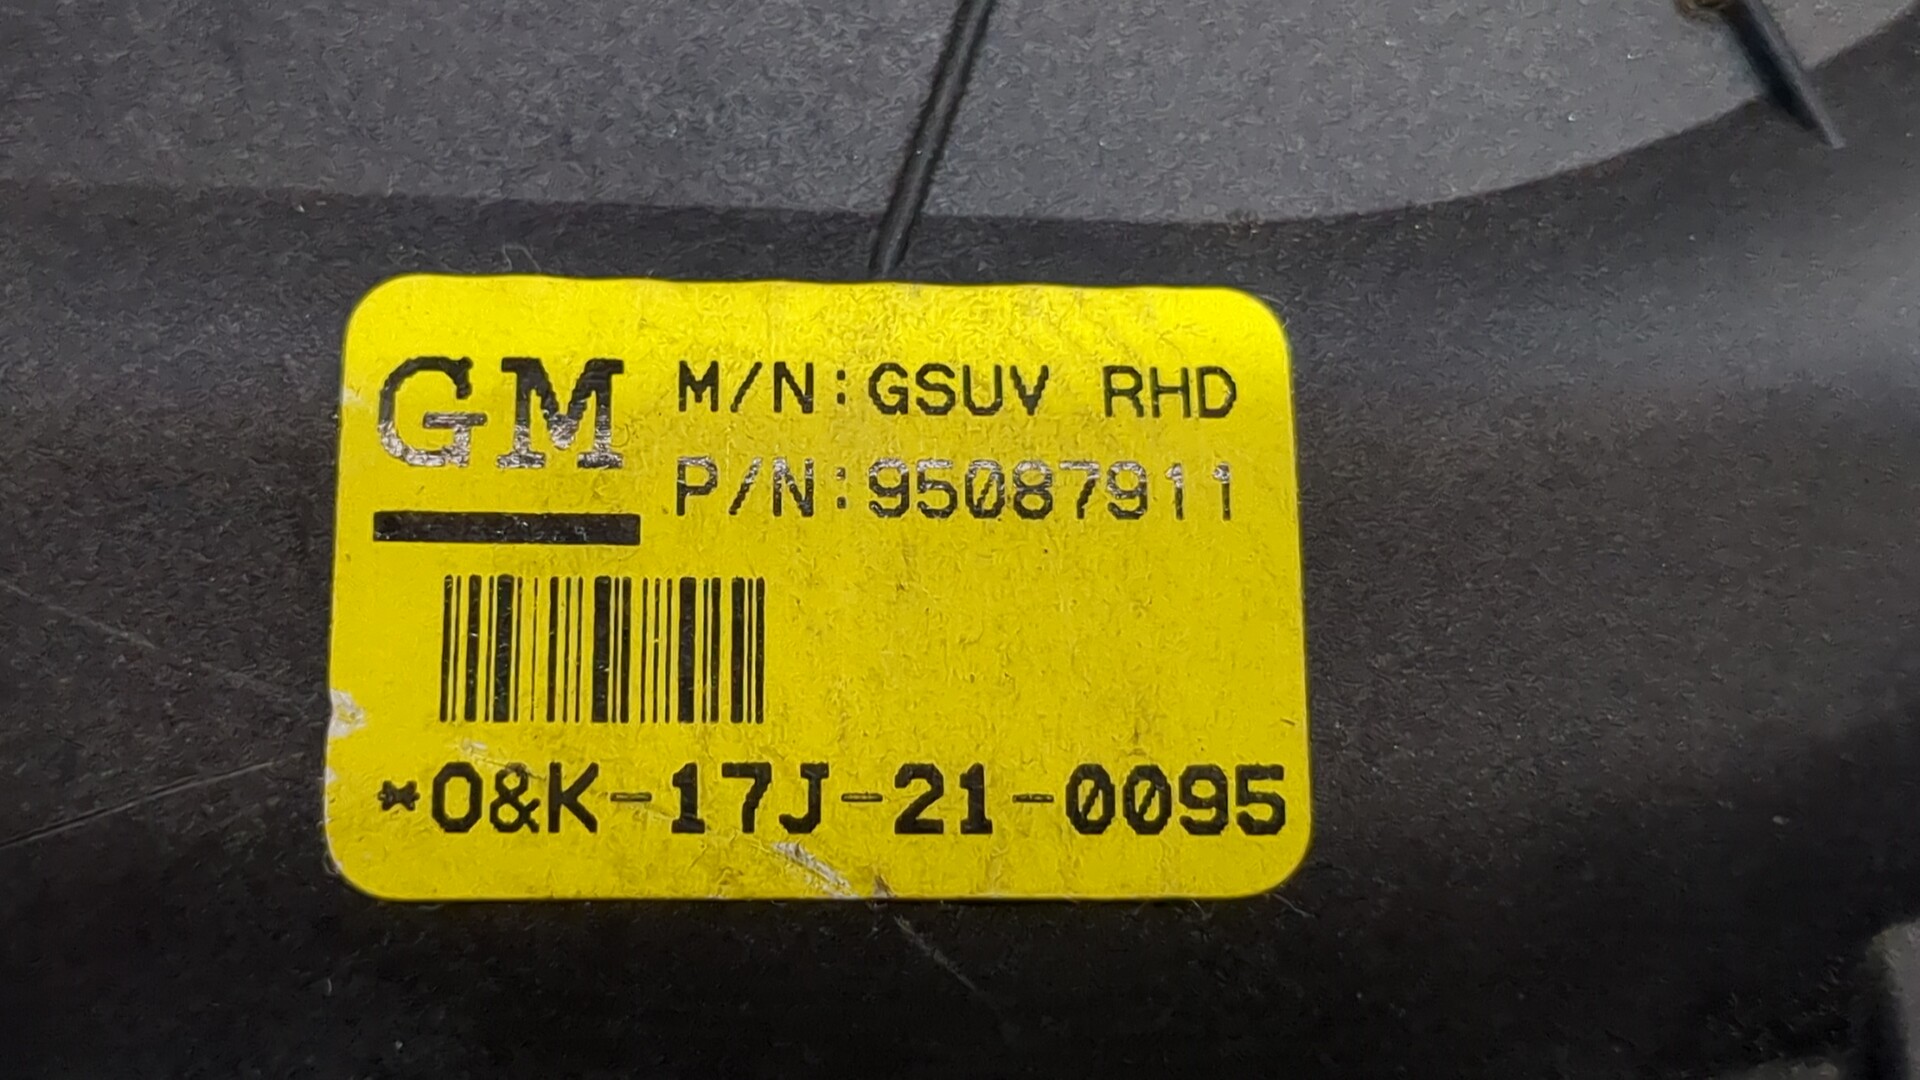 GM
M/N:GSUV RHD
P/N:95087911
*O&K-17J-21-0095